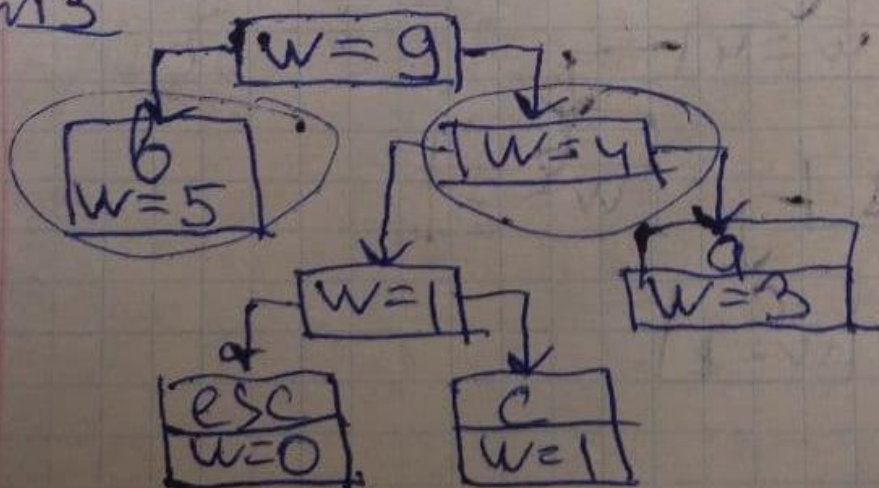 W = 9
б
W = 5
W = 4
a
W = 3
W = 1
esc
W = 0
c
W = 1